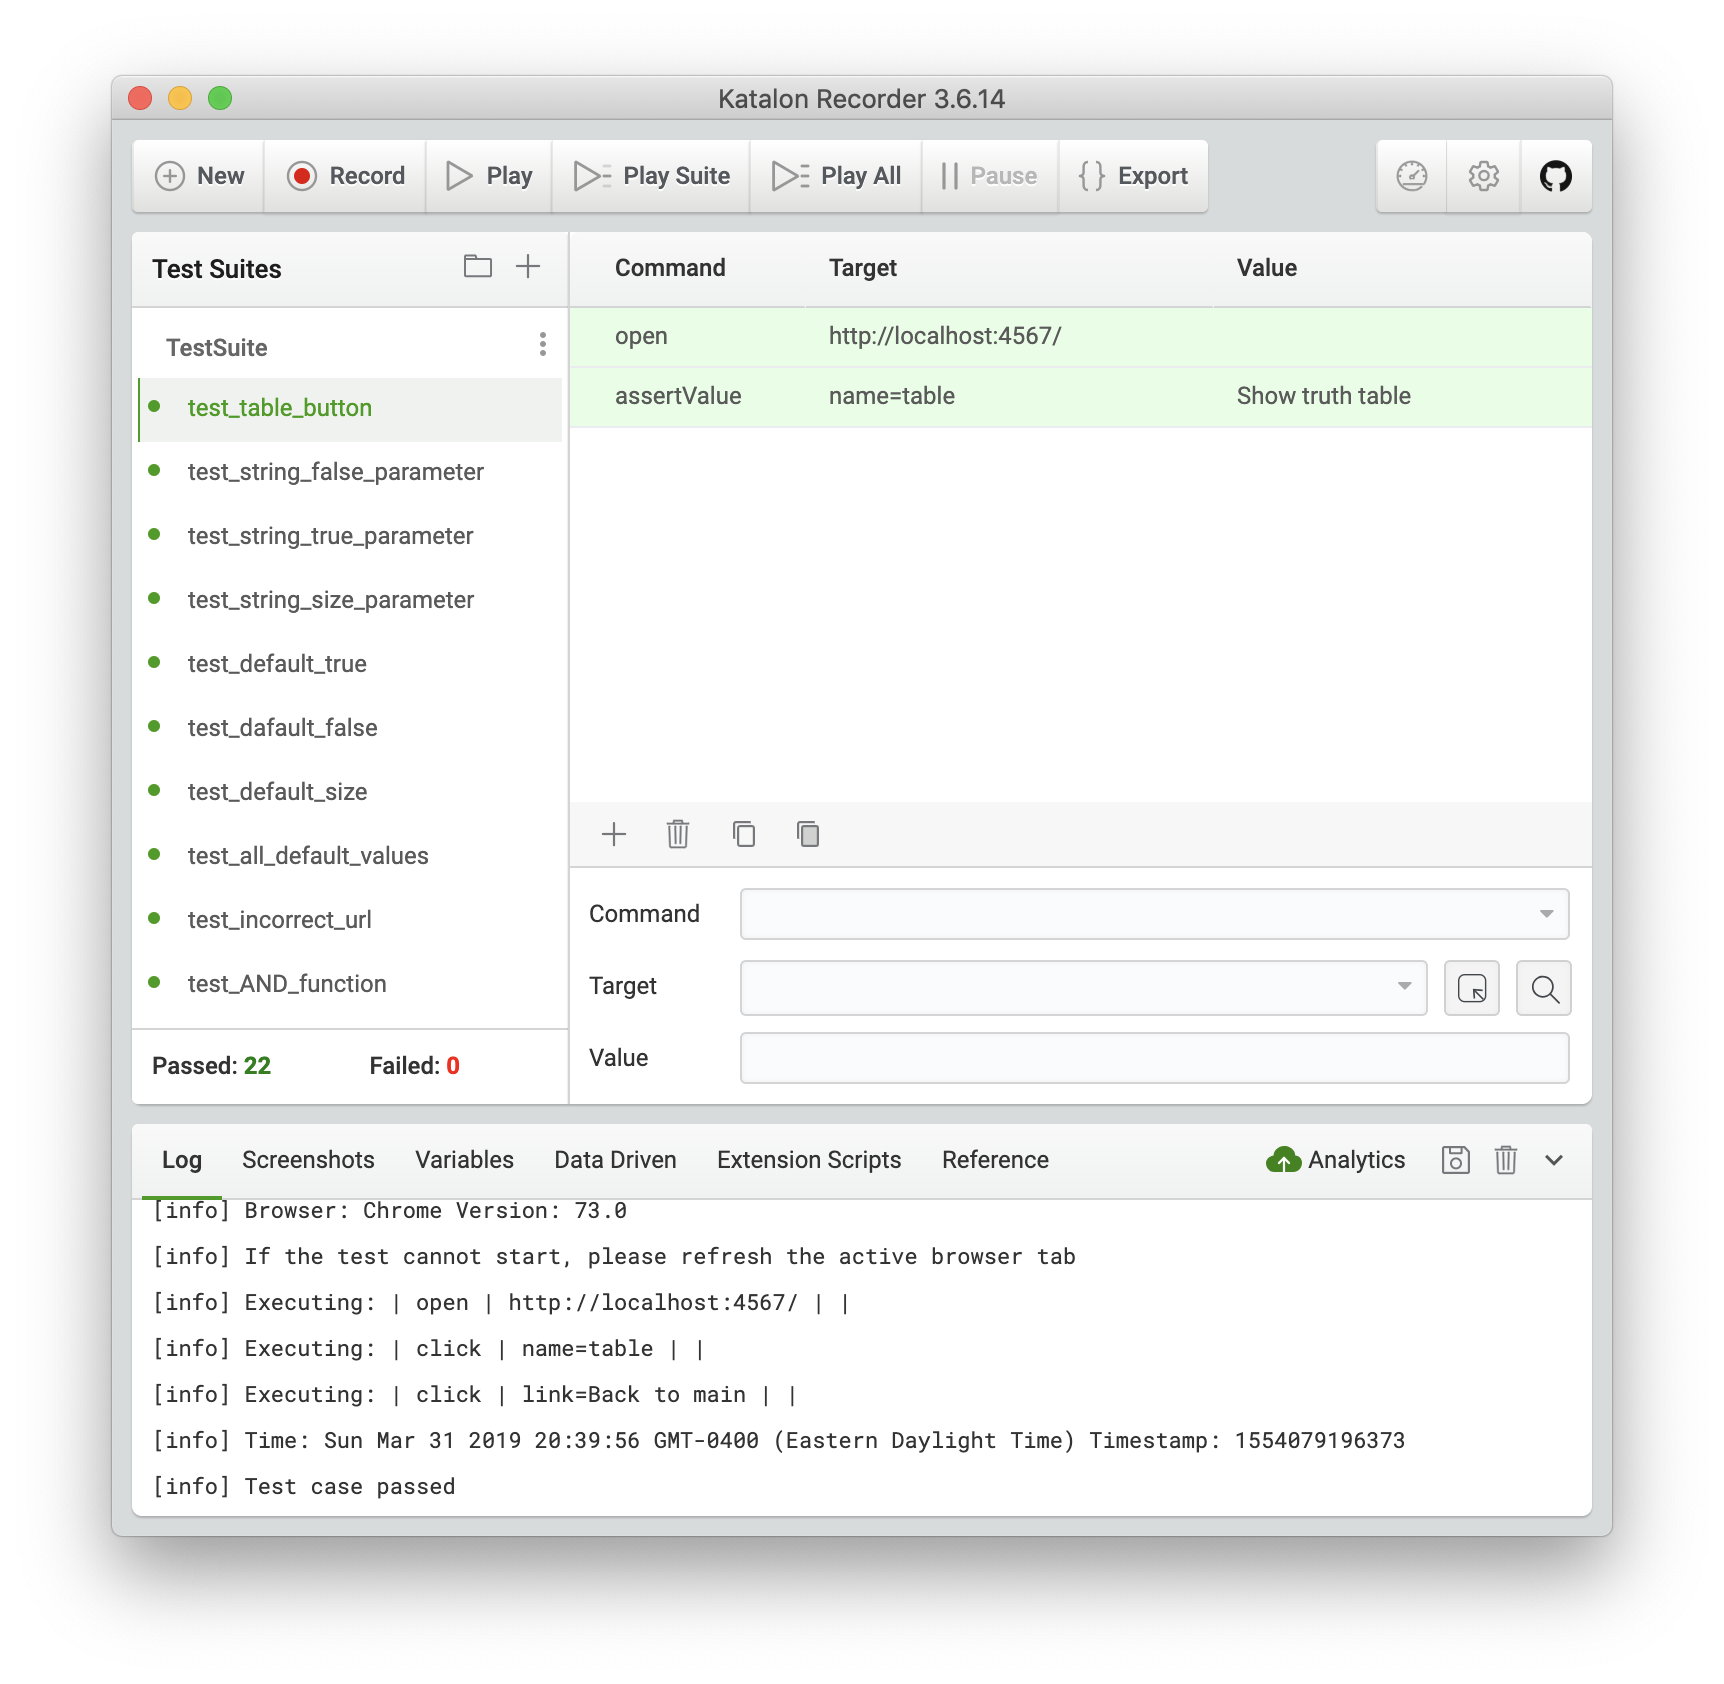 Katalon Recorder 3.6.14
New Record Play Play Suite Play All Pause Export
Test Suites
TestSuite
test_table_button
test_string_false_parameter
test_string_true_parameter
test_string_size_parameter
test_default_true
test_dafault_false
test_default_size
test_all_default_values
test_incorrect_url
test_AND_function
Passed: 22 Failed: 0
Command Target Value
open http://localhost:4567/
assertValue name=table Show truth table
Command
Target
Value
Log Screenshots Variables Data Driven Extension Scripts Reference Analytics
[info] Browser: Chrome Version: 73.0
[info] If the test cannot start, please refresh the active browser tab
[info] Executing: | open | http://localhost:4567/ | |
[info] Executing: | click | name=table | |
[info] Executing: | click | link=Back to main | |
[info] Time: Sun Mar 31 2019 20:39:56 GMT-0400 (Eastern Daylight Time) Timestamp: 1554079196373
[info] Test case passed